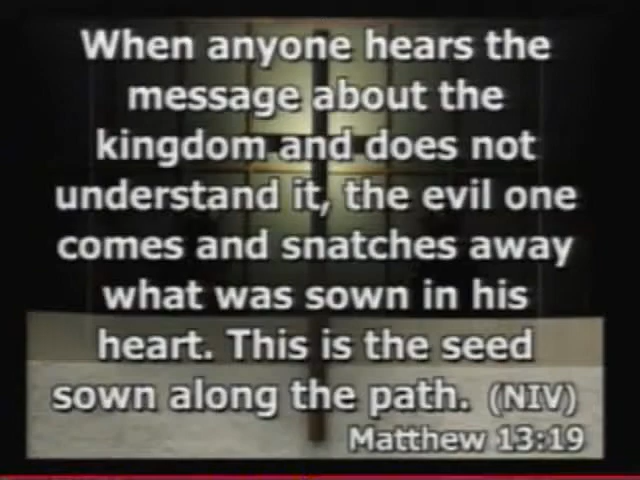 When anyone hears the
message about the
kingdom and does not
understand it, the evil one
comes and snatches away
what was sown in his
heart. This is the seed
sown along the path. (NIV)
Matthew 13:19